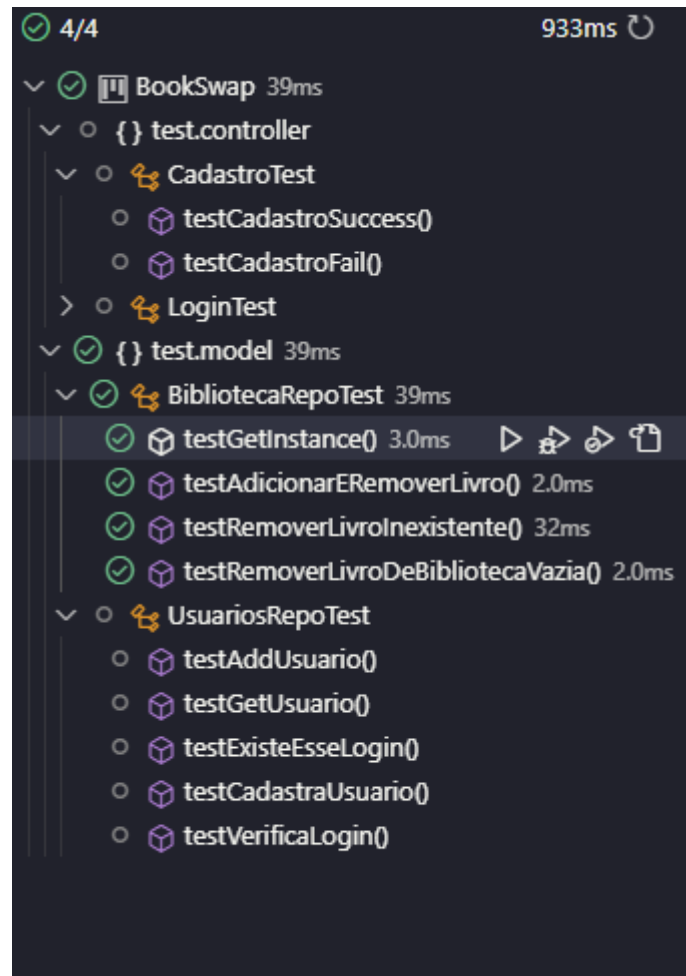 4/4 933ms
BookSwap 39ms
{} test.controller
CadastroTest
testCadastroSuccess()
testCadastroFail()
LoginTest
{} test.model 39ms
BibliotecaRepoTest 39ms
testGetInstance() 3.0ms
testAdicionarERemoverLivro() 2.0ms
testRemoverLivroInexistente() 32ms
testRemoverLivroDeBibliotecaVazia() 2.0ms
UsuariosRepoTest
testAddUsuario()
testGetUsuario()
testExisteEsseLogin()
testCadastraUsuario()
testVerificaLogin()